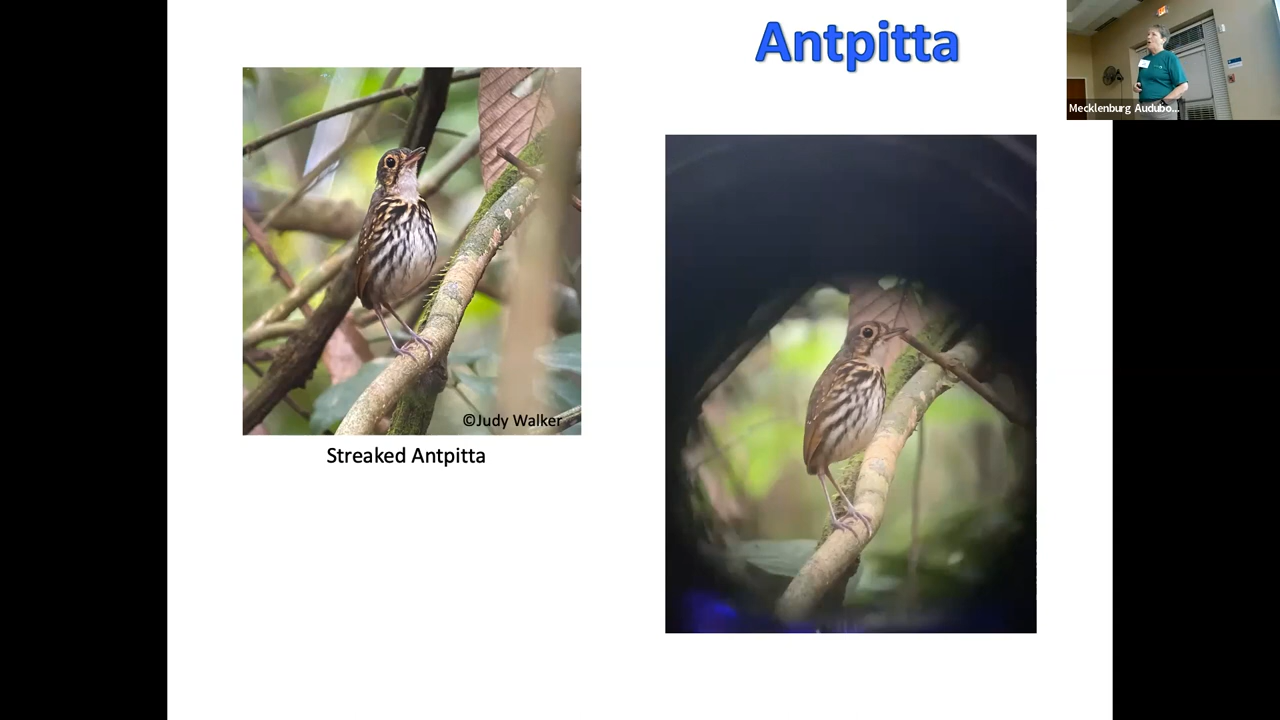 Antpitta
Mecklenburg Audubo...
©Judy Walker
Streaked Antpitta